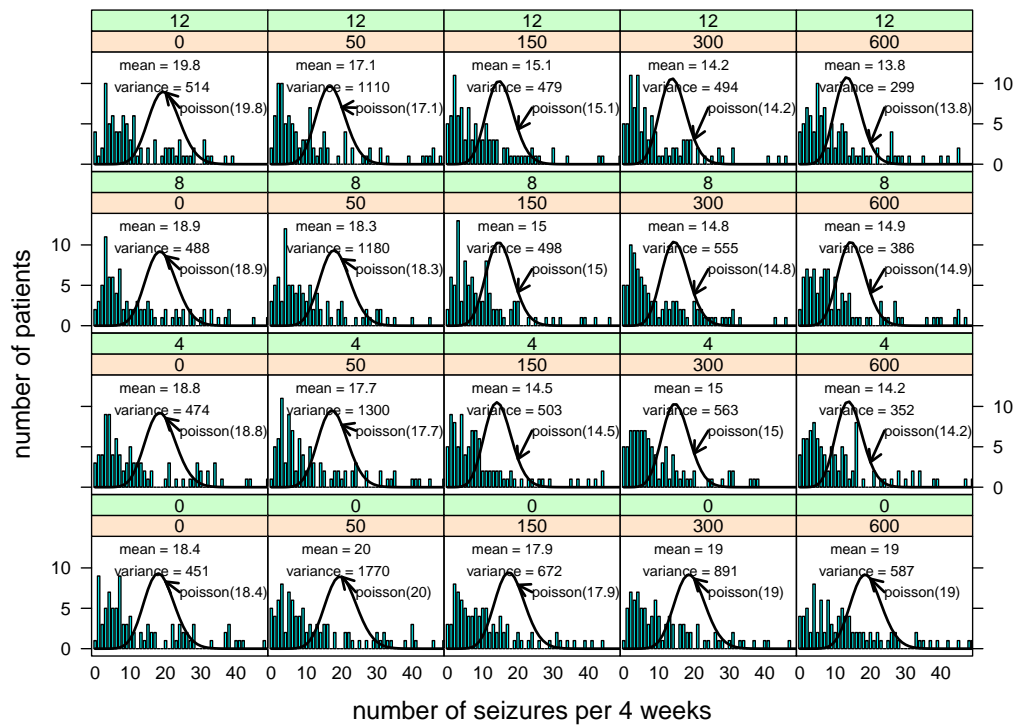 12 12 12 12 12
0 50 150 300 600
mean = 19.8 mean = 17.1 mean = 15.1 mean = 14.2 mean = 13.8
variance = 514 variance = 1110 variance = 479 variance = 494 variance = 299
poisson(19.8) poisson(17.1) poisson(15.1) poisson(14.2) poisson(13.8)
10
5
0
8 8 8 8 8
0 50 150 300 600
mean = 18.9 mean = 18.3 mean = 15 mean = 14.8 mean = 14.9
variance = 488 variance = 1180 variance = 498 variance = 555 variance = 386
poisson(18.9) poisson(18.3) poisson(15) poisson(14.8) poisson(14.9)
10
5
0
4 4 4 4 4
0 50 150 300 600
mean = 18.8 mean = 17.7 mean = 14.5 mean = 15 mean = 14.2
variance = 474 variance = 1300 variance = 503 variance = 563 variance = 352
poisson(18.8) poisson(17.7) poisson(14.5) poisson(15) poisson(14.2)
10
5
0
0 0 0 0 0
0 50 150 300 600
mean = 18.4 mean = 20 mean = 17.9 mean = 19 mean = 19
variance = 451 variance = 1770 variance = 672 variance = 891 variance = 587
poisson(18.4) poisson(20) poisson(17.9) poisson(19) poisson(19)
10
5
0
0 10 20 30 40 0 10 20 30 40 0 10 20 30 40 0 10 20 30 40 0 10 20 30 40
number of seizures per 4 weeks
number of patients